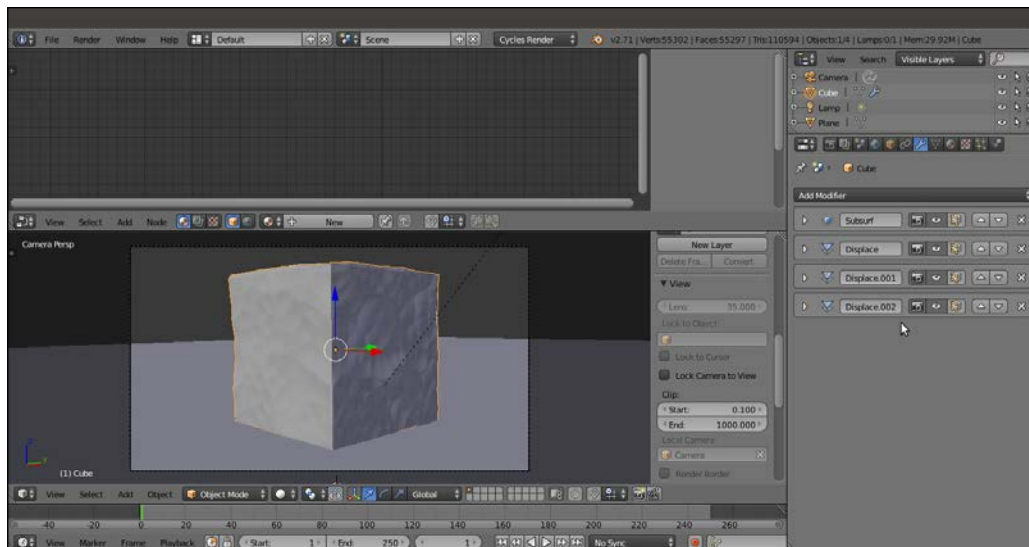 File Render Window Help Default Scene Cycles Render v2.71 | Verts:55302 | Faces:55297 | Tris:110594 | Objects:1/4 | Lamps:0/1 | Mem:29.92M | Cube
View Search Visible Layers
Camera
Cube
Lamp
Plane
Cube
Add Modifier
Subsurf
Displace
Displace.001
Displace.002
View Select Add Node New
Camera Persp
(1) Cube
New Layer
Delete Fra... Convert
View
Lens: 35.000
Lock to Object:
Lock to Cursor
Lock Camera to View
Clip:
Start: 0.100
End: 1000.000
Local Camera:
Camera
Render Border
View Select Add Object Object Mode Global
-40 -20 0 20 40 60 80 100 120 140 160 180 200 220 240 260
View Marker Frame Playback Start: 1 End: 250 1 No Sync